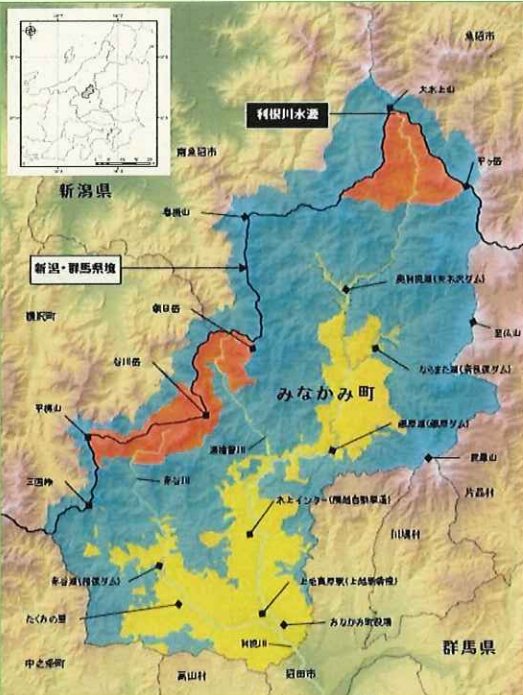 魚沼市
大水上山
利根川水源
南魚沼市
平ヶ岳
新潟県
巻機山
新潟・群馬県境
奥利根湖(矢木沢ダム)
朝日岳
湯沢町
至仏山
ならまた湖(奈良俣ダム)
谷川岳
みなかみ町
平標山
湯檜曽川
藤原湖(藤原ダム)
武尊山
三国峠
赤谷川
水上インター(関越自動車道)
片品村
川場村
赤谷湖(相俣ダム)
上毛高原駅(上越新幹線)
たくみの里
みなかみ町役場
利根川
群馬県
中之条町
高山村
沼田市